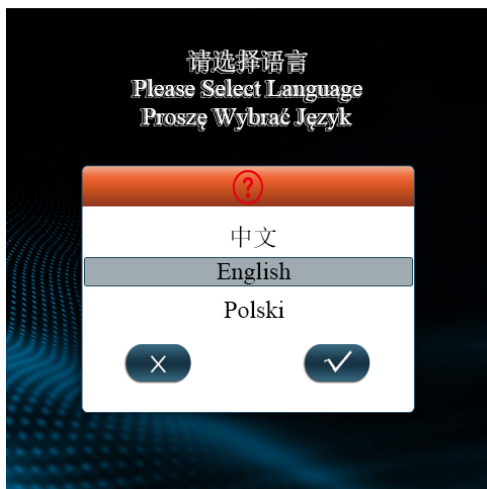 请选择语言
Please Select Language
Proszę Wybrać Język
?
中文
English
Polski